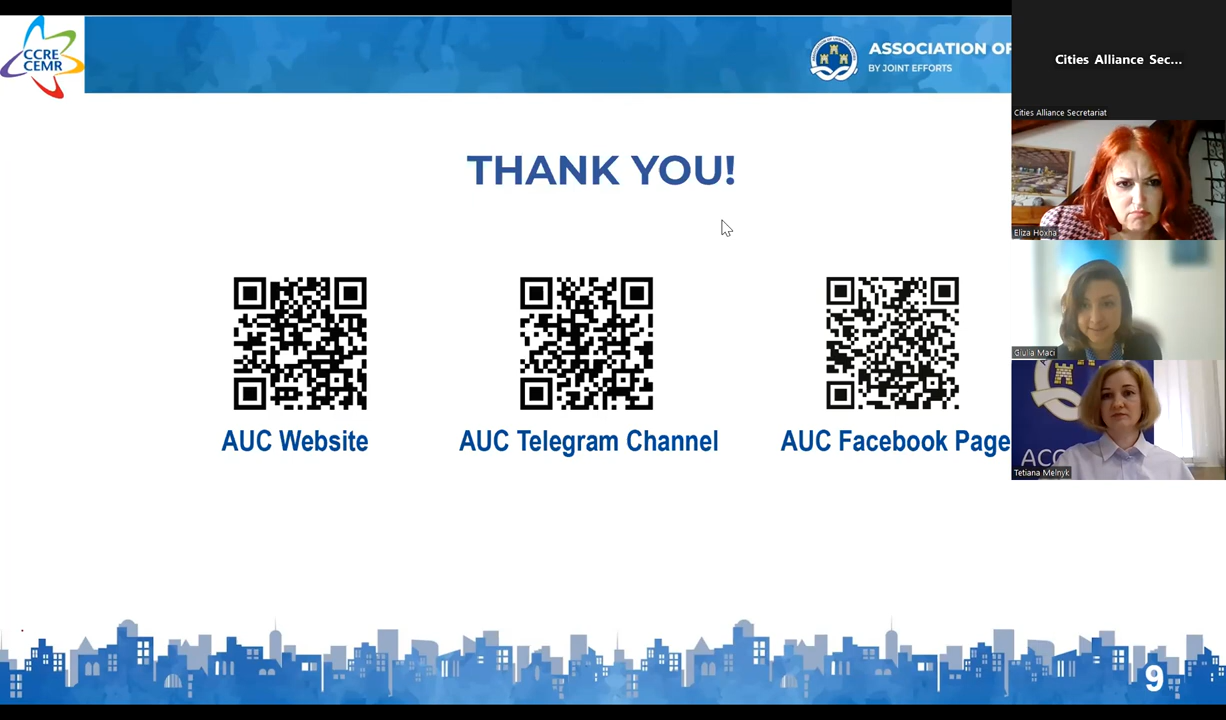 CCRE
CEMR
ASSOCIATION OF
BY JOINT EFFORTS
Cities Alliance Sec...
Cities Alliance Secretariat
THANK YOU!
Eliza Hoxha
Giulia Maci
ACC
Tetiana Melnyk
AUC Website
AUC Telegram Channel
AUC Facebook Page
9